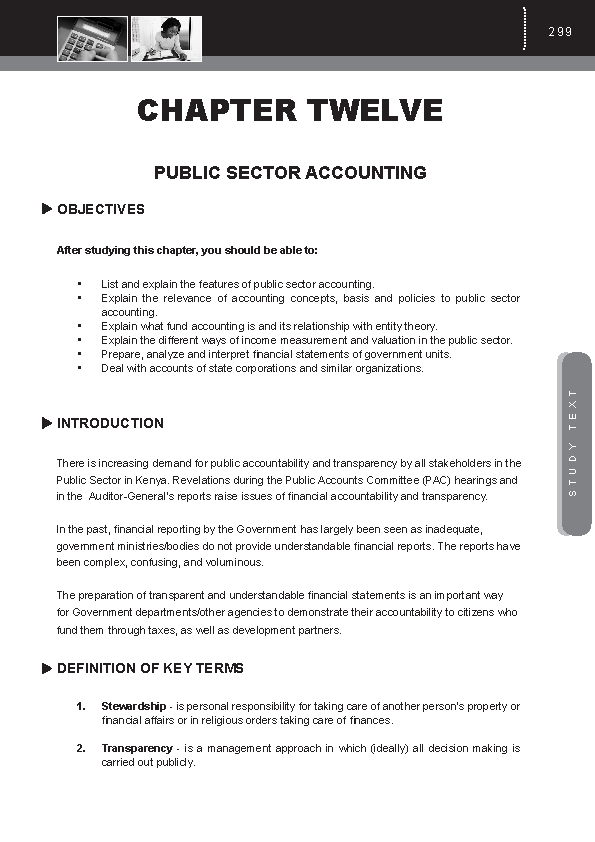 299
CHAPTER TWELVE
PUBLIC SECTOR ACCOUNTING
OBJECTIVES
After studying this chapter, you should be able to:
• List and explain the features of public sector accounting.
• Explain the relevance of accounting concepts, basis and policies to public sector
accounting.
• Explain what fund accounting is and its relationship with entity theory.
• Explain the different ways of income measurement and valuation in the public sector.
• Prepare, analyze and interpret financial statements of government units.
• Deal with accounts of state corporations and similar organizations.
STUDY TEXT
INTRODUCTION
There is increasing demand for public accountability and transparency by all stakeholders in the
Public Sector in Kenya. Revelations during the Public Accounts Committee (PAC) hearings and
in the Auditor-General's reports raise issues of financial accountability and transparency.
In the past, financial reporting by the Government has largely been seen as inadequate,
government ministries/bodies do not provide understandable financial reports. The reports have
been complex, confusing, and voluminous.
The preparation of transparent and understandable financial statements is an important way
for Government departments/other agencies to demonstrate their accountability to citizens who
fund them through taxes, as well as development partners.
DEFINITION OF KEY TERMS
1. Stewardship - is personal responsibility for taking care of another person's property or
financial affairs or in religious orders taking care of finances.
2. Transparency - is a management approach in which (ideally) all decision making is
carried out publicly.